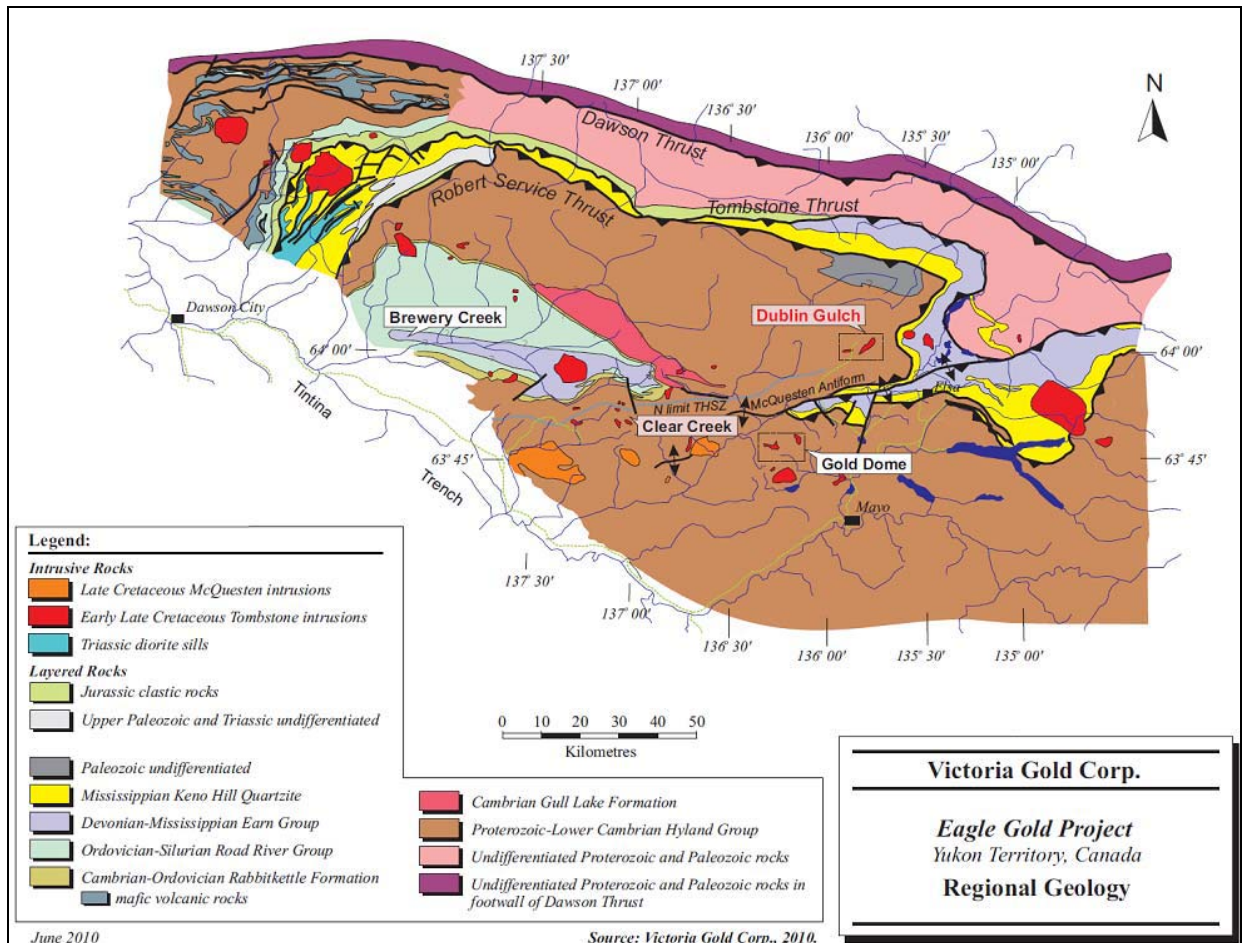 137° 30'
137° 00'
136° 30'
136° 00'
135° 30'
135° 00'
N
Dawson Thrust
Tombstone Thrust
Robert Service Thrust
Dawson City
Brewery Creek
Dublin Gulch
64° 00'
64° 00'
McQuesten Antiform
Elsa
N limit THSZ
Clear Creek
Tintina
Trench
63° 45'
63° 45'
Gold Dome
Mayo
137° 30'
137° 00'
136° 30'
136° 00'
135° 30'
135° 00'
Legend:
Intrusive Rocks
Late Cretaceous McQuesten intrusions
Early Late Cretaceous Tombstone intrusions
Triassic diorite sills
Layered Rocks
Jurassic clastic rocks
Upper Paleozoic and Triassic undifferentiated
Paleozoic undifferentiated
Mississippian Keno Hill Quartzite
Devonian-Mississippian Earn Group
Ordovician-Silurian Road River Group
Cambrian-Ordovician Rabbitkettle Formation
mafic volcanic rocks
Cambrian Gull Lake Formation
Proterozoic-Lower Cambrian Hyland Group
Undifferentiated Proterozoic and Paleozoic rocks
Undifferentiated Proterozoic and Paleozoic rocks in
footwall of Dawson Thrust
0 10 20 30 40 50
Kilometres
Victoria Gold Corp.
Eagle Gold Project
Yukon Territory, Canada
Regional Geology
June 2010
Source: Victoria Gold Corp., 2010.